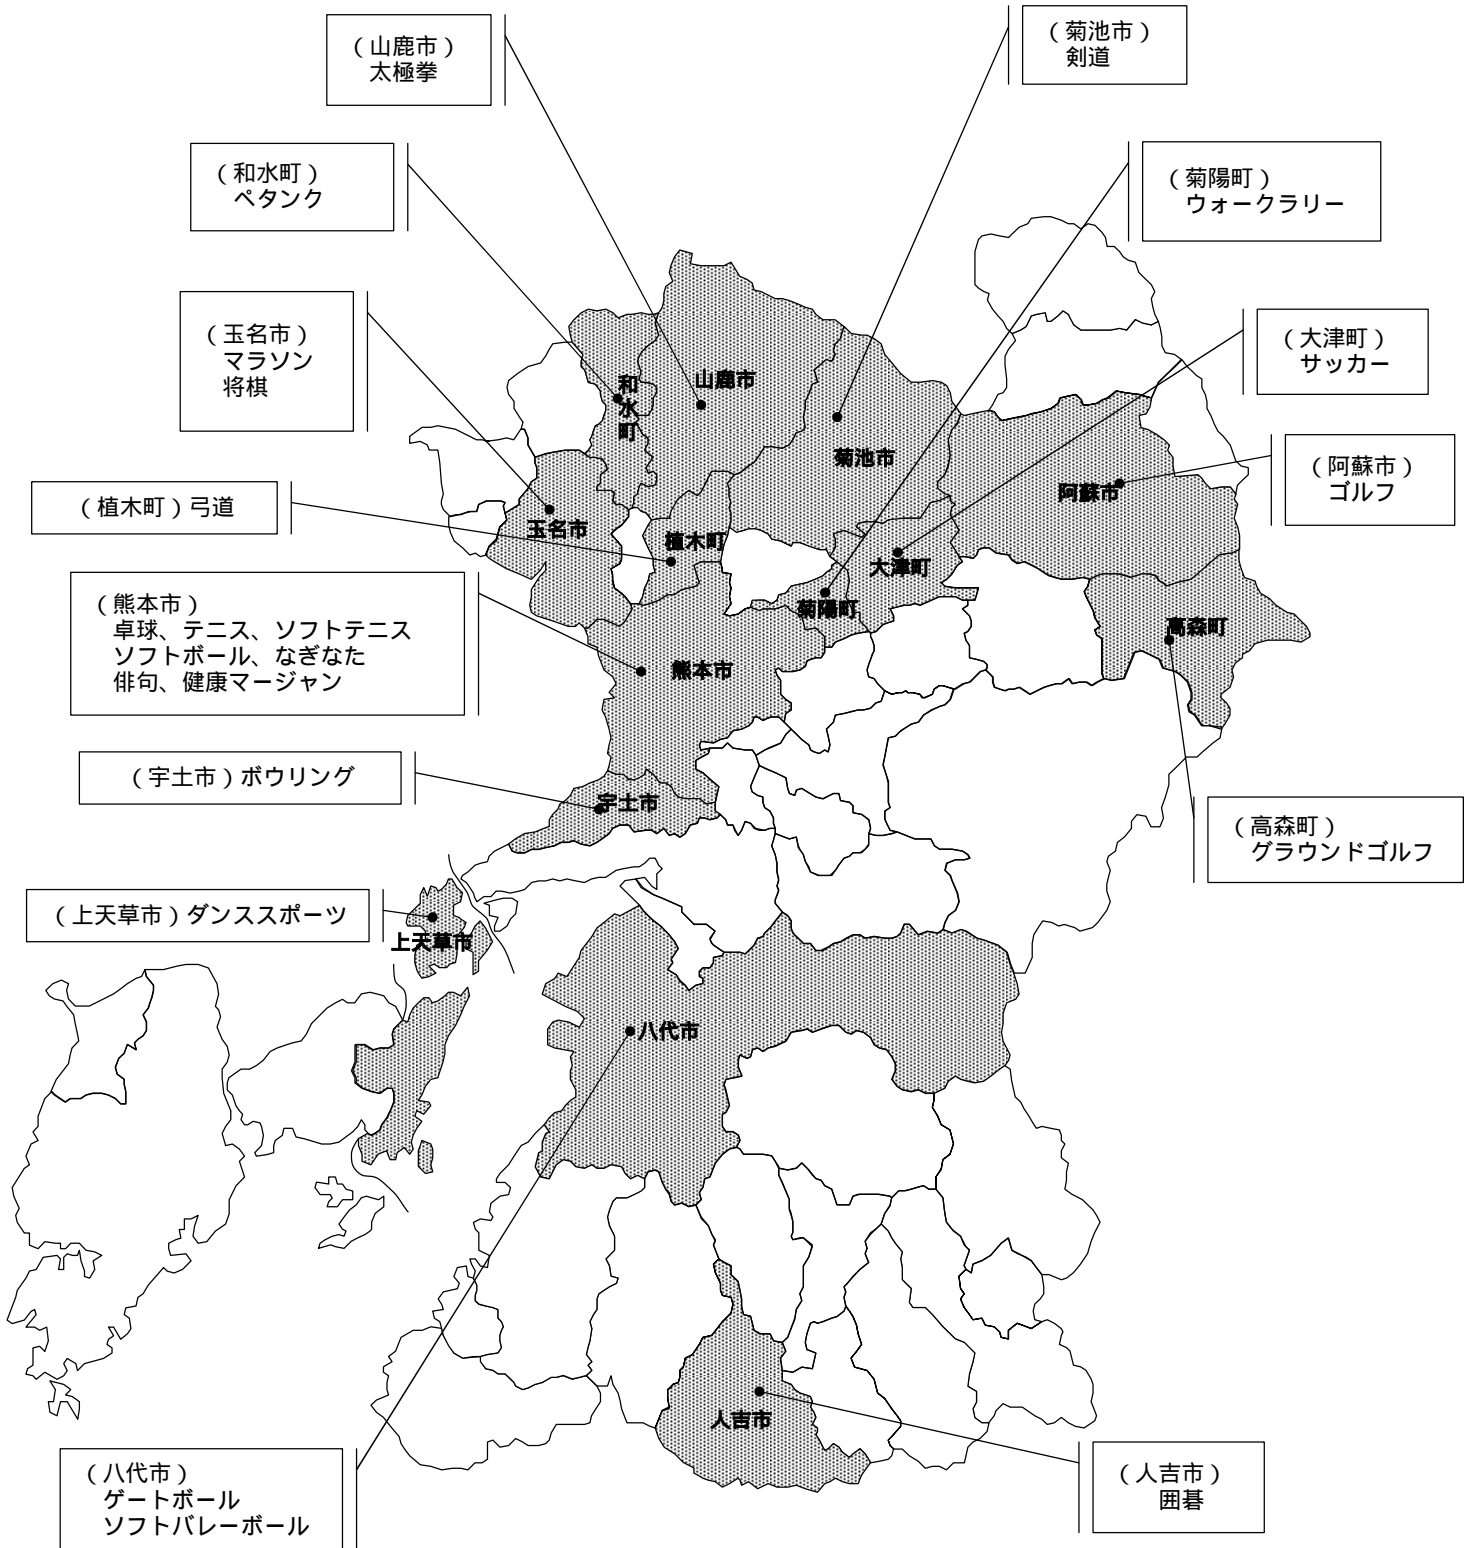 （山鹿市）
太極拳
（菊池市）
剣道
（和水町）
ペタンク
（菊陽町）
ウォークラリー
（玉名市）
マラソン
将棋
（大津町）
サッカー
（阿蘇市）
ゴルフ
（植木町）弓道
（熊本市）
卓球、テニス、ソフトテニス
ソフトボール、なぎなた
俳句、健康マージャン
（宇土市）ボウリング
（高森町）
グラウンドゴルフ
（上天草市）ダンススポーツ
（八代市）
ゲートボール
ソフトバレーボール
（人吉市）
囲碁
山鹿市
和水町
菊池市
阿蘇市
玉名市
植木町
大津町
菊陽町
高森町
熊本市
宇土市
上天草市
八代市
人吉市